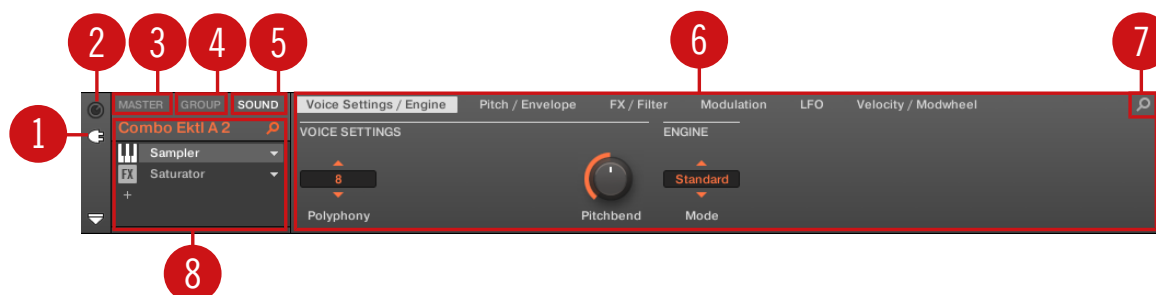 2 3 4 5 6 7
MASTER GROUP SOUND Voice Settings / Engine Pitch / Envelope FX / Filter Modulation LFO Velocity / Modwheel
1
Combo Ektl A 2
VOICE SETTINGS ENGINE
Sampler
FX Saturator
+
8 Standard
Polyphony Pitchbend Mode
8